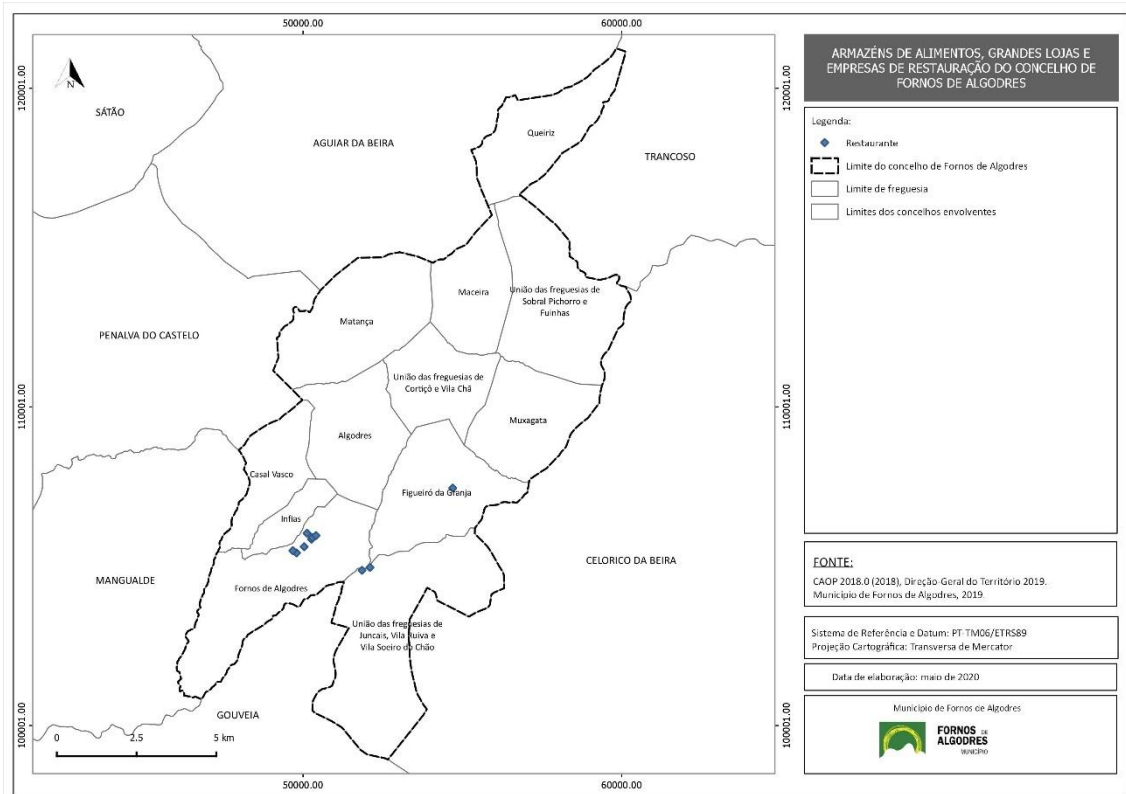 50000.00
60000.00
120001.00
120001.00
N
SÁTÃO
AGUIAR DA BEIRA
Queiriz
TRANCOSO
Maceira
União das freguesias de
Sobral Pichorro e
Fuinhas
Matança
PENALVA DO CASTELO
União das freguesias de
Cortiçô e Vila Chã
110001.00
110001.00
Muxagata
Algodres
Casal Vasco
Figueiró da Granja
Infias
CELORICO DA BEIRA
MANGUALDE
Fornos de Algodres
União das freguesias de
Juncais, Vila Ruiva e
Vila Soeiro do Chão
GOUVEIA
100001.00
100001.00
0 2.5 5 km
50000.00
60000.00
ARMAZÉNS DE ALIMENTOS, GRANDES LOJAS E
EMPRESAS DE RESTAURAÇÃO DO CONCELHO DE
FORNOS DE ALGODRES
Legenda:
Restaurante
Limite do concelho de Fornos de Algodres
Limite de freguesia
Limites dos concelhos envolventes
FONTE:
CAOP 2018.0 (2018), Direção-Geral do Território 2019.
Município de Fornos de Algodres, 2019.
Sistema de Referência e Datum: PT-TM06/ETRS89
Projeção Cartográfica: Transversa de Mercator
Data de elaboração: maio de 2020
Município de Fornos de Algodres
FORNOS DE
ALGODRES
MUNICÍPIO